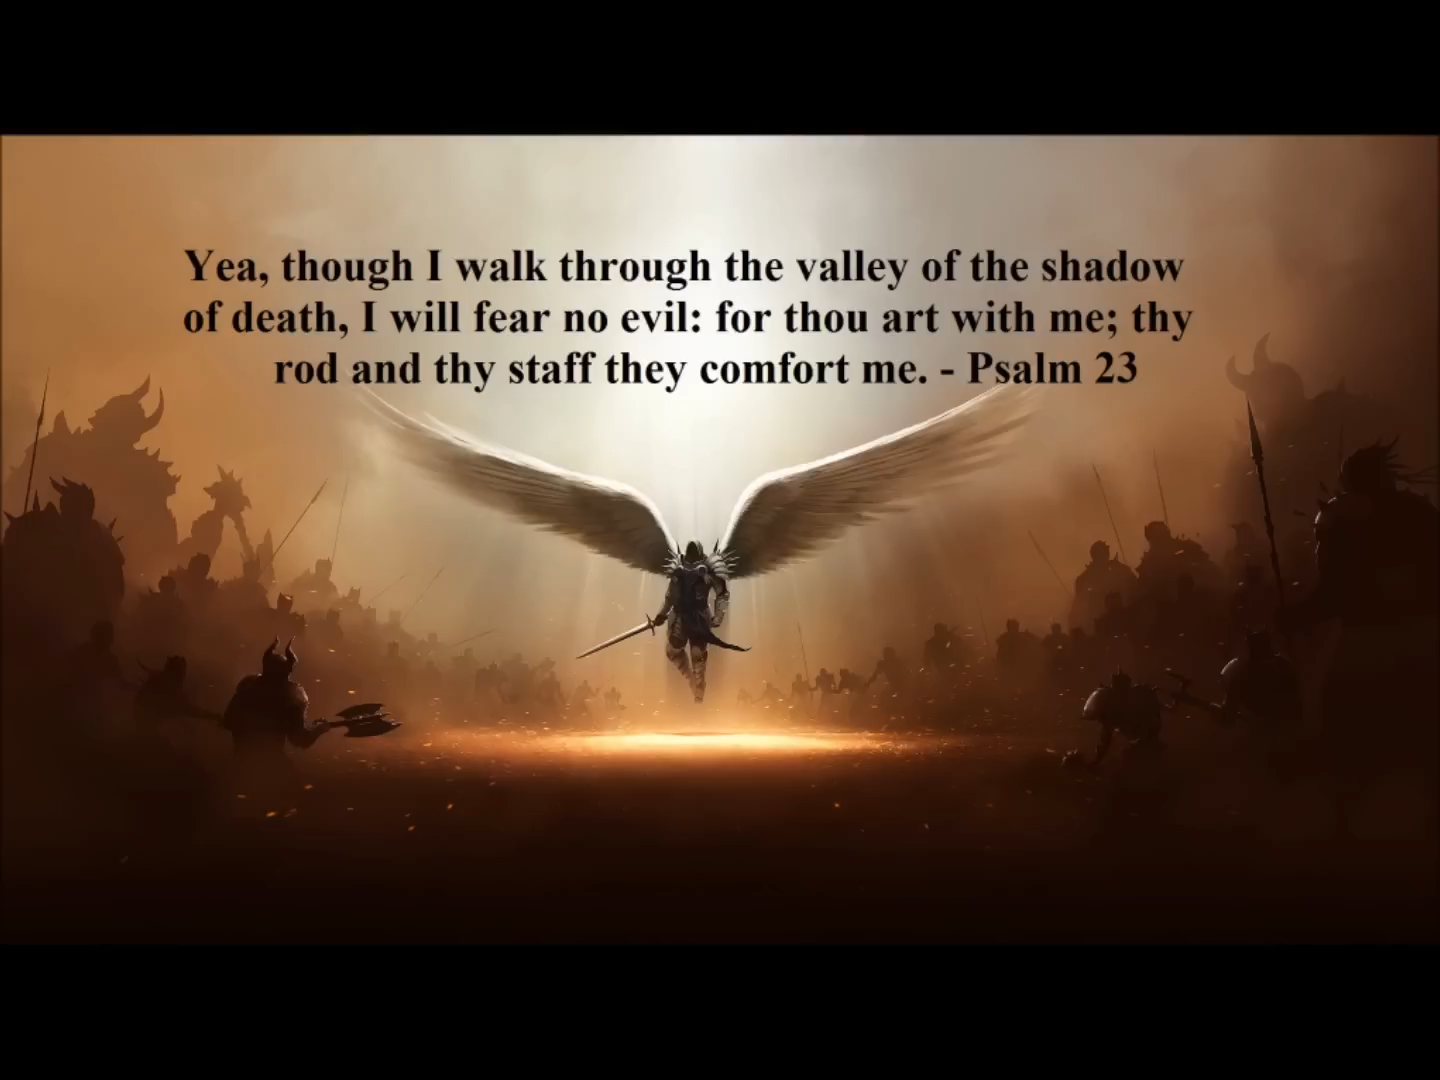 Yea, though I walk through the valley of the shadow
of death, I will fear no evil: for thou art with me; thy
rod and thy staff they comfort me. - Psalm 23